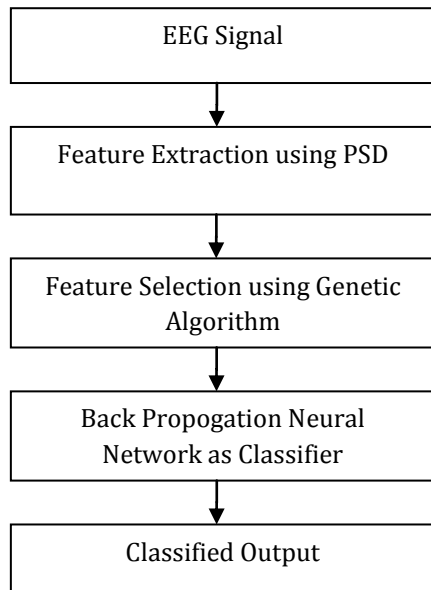 EEG Signal
Feature Extraction using PSD
Feature Selection using Genetic
Algorithm
Back Propogation Neural
Network as Classifier
Classified Output